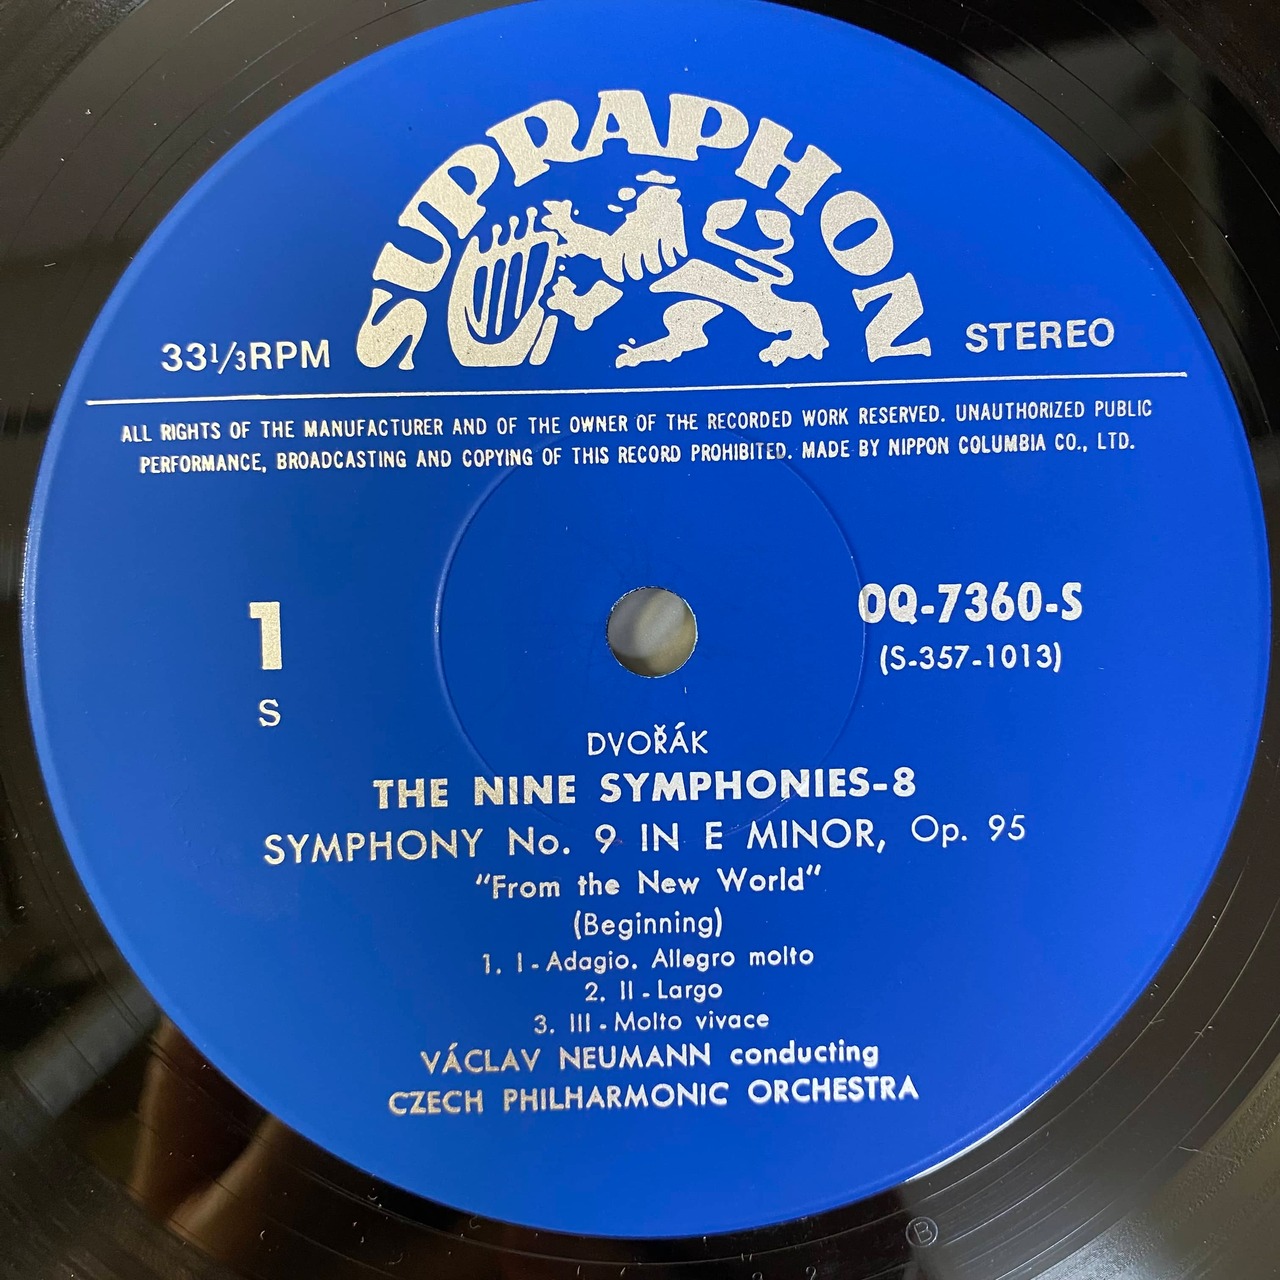 SUPRAPHON
33 1/3 RPM
STEREO
ALL RIGHTS OF THE MANUFACTURER AND OF THE OWNER OF THE RECORDED WORK RESERVED. UNAUTHORIZED PUBLIC
PERFORMANCE, BROADCASTING AND COPYING OF THIS RECORD PROHIBITED. MADE BY NIPPON COLUMBIA CO., LTD.
1
S
OQ-7360-S
(S-357-1013)
DVOŘÁK
THE NINE SYMPHONIES-8
SYMPHONY No. 9 IN E MINOR, Op. 95
"From the New World"
(Beginning)
1. I-Adagio. Allegro molto
2. II-Largo
3. III-Molto vivace
VÁCLAV NEUMANN conducting
CZECH PHILHARMONIC ORCHESTRA
B